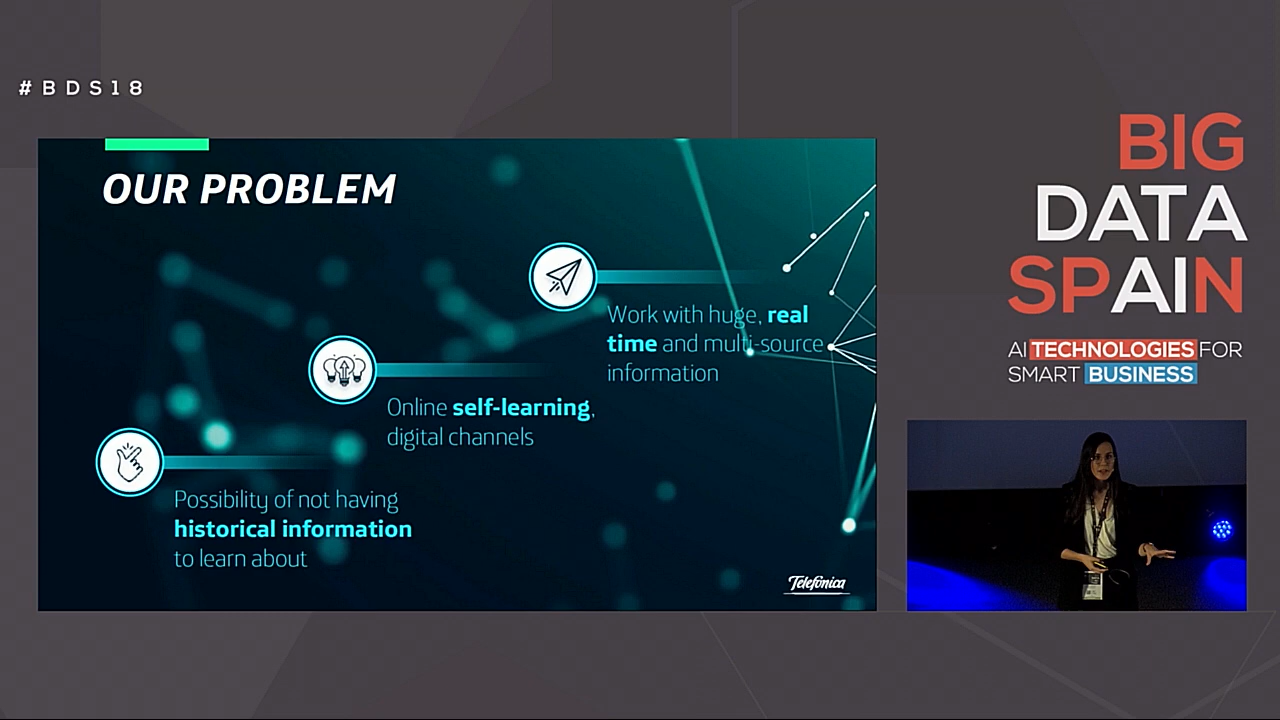 #BDS18
OUR PROBLEM
Work with huge, real
time and multi-source
information
Online self-learning,
digital channels
Possibility of not having
historical information
to learn about
Telefónica
BIG
DATA
SPAIN
AI TECHNOLOGIES FOR
SMART BUSINESS